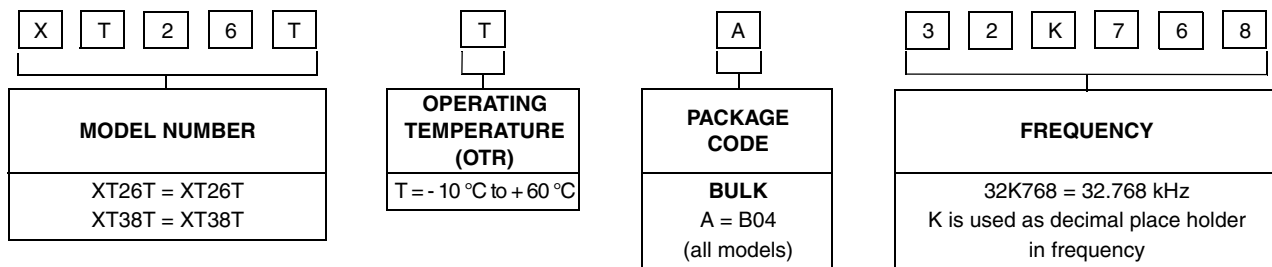 X T 2 6 T T A 3 2 K 7 6 8
MODEL NUMBER
XT26T = XT26T
XT38T = XT38T
OPERATING
TEMPERATURE
(OTR)
T = - 10 °C to + 60 °C
PACKAGE
CODE
BULK
A = B04
(all models)
FREQUENCY
32K768 = 32.768 kHz
K is used as decimal place holder
in frequency